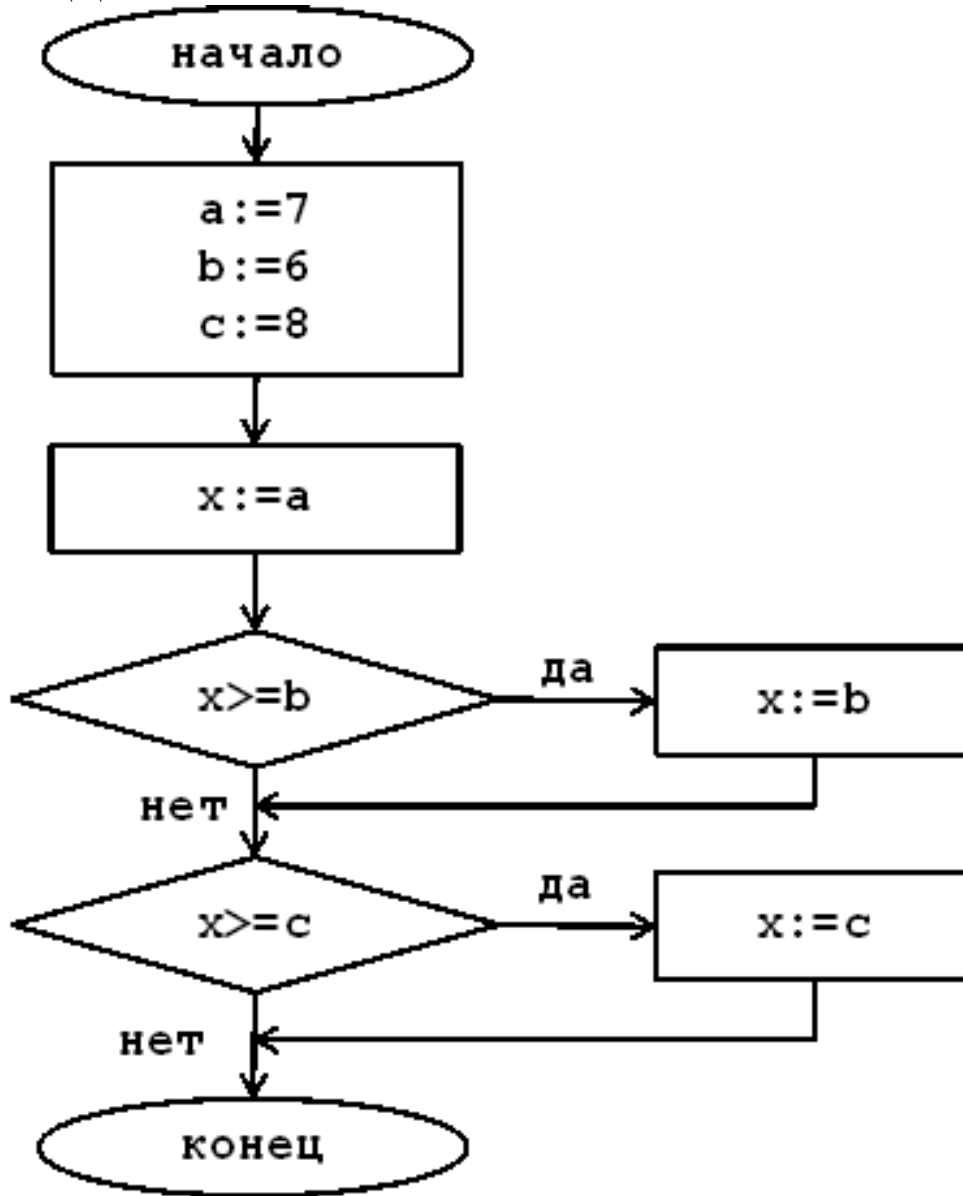 начало
a:=7
b:=6
c:=8
x:=a
x>=b
да
x:=b
нет
x>=c
да
x:=c
нет
конец